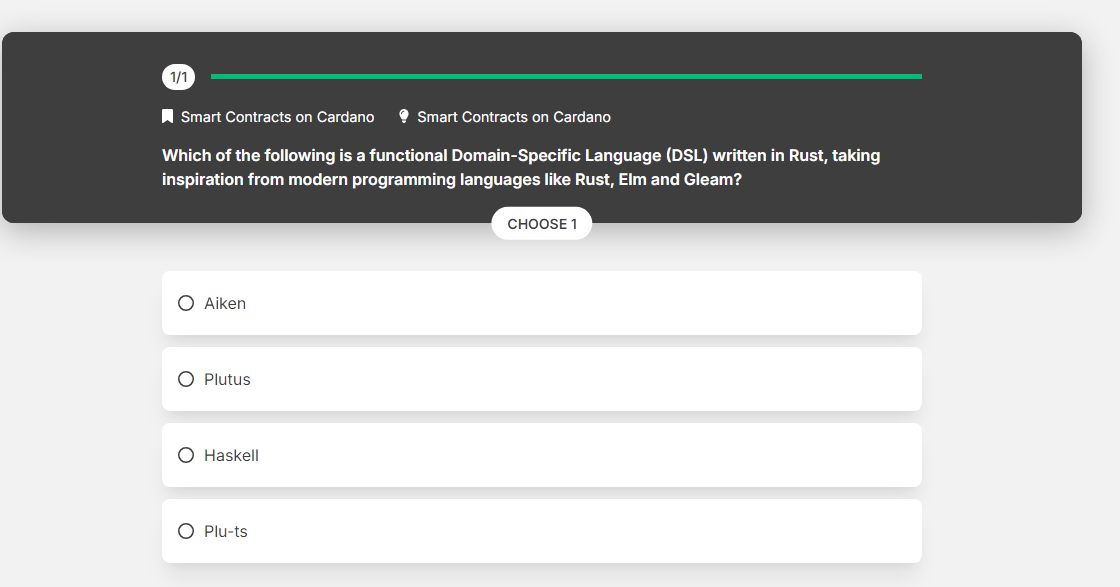 1/1
Smart Contracts on Cardano Smart Contracts on Cardano
Which of the following is a functional Domain-Specific Language (DSL) written in Rust, taking
inspiration from modern programming languages like Rust, Elm and Gleam?
CHOOSE 1
Aiken
Plutus
Haskell
Plu-ts